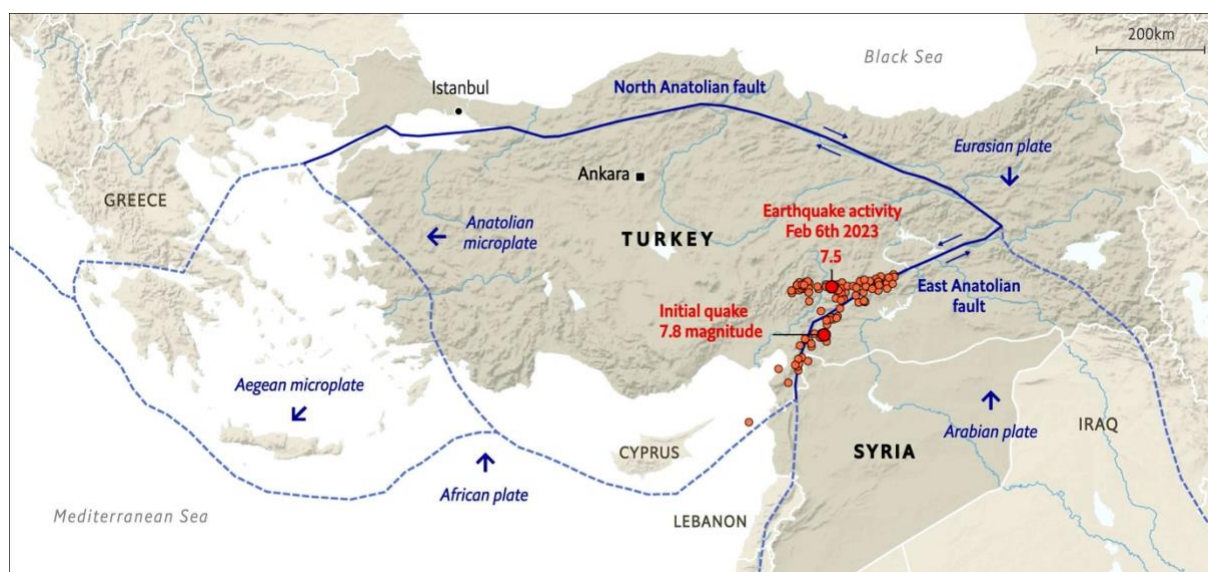 200km
Black Sea
North Anatolian fault
Istanbul
Eurasian plate
Ankara
GREECE
Earthquake activity
Feb 6th 2023
7.5
Anatolian
microplate
TURKEY
East Anatolian
fault
Initial quake
7.8 magnitude
Aegean microplate
Arabian plate
IRAQ
CYPRUS
SYRIA
African plate
Mediterranean Sea
LEBANON